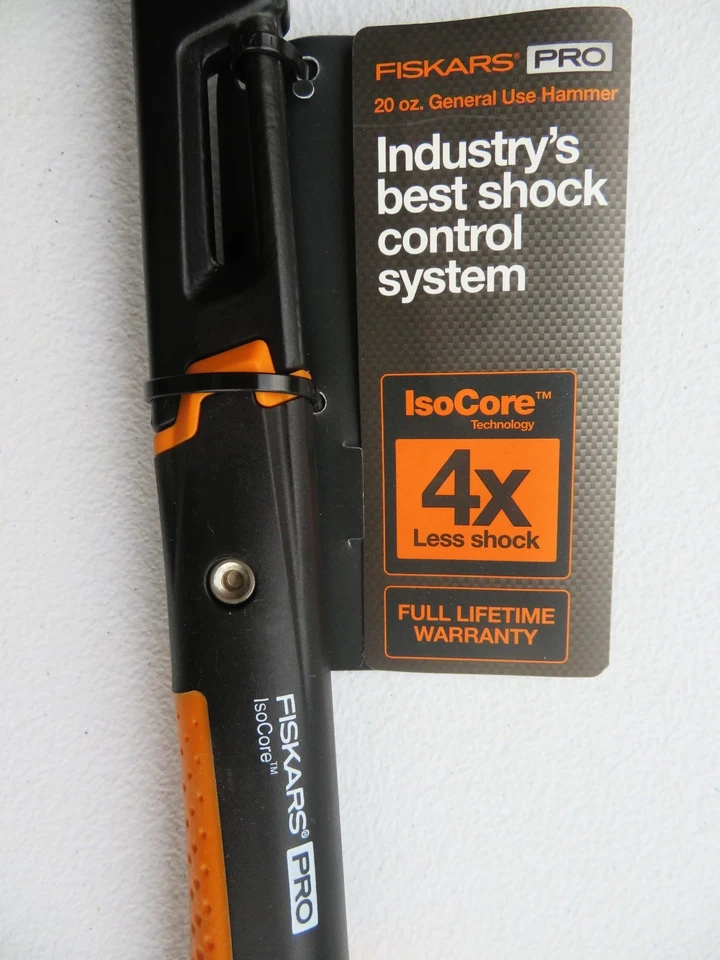 FISKARS® PRO
20 oz. General Use Hammer
Industry's
best shock
control
system
IsoCore™
Technology
4x
Less shock
FULL LIFETIME
WARRANTY
FISKARS® PRO
IsoCore™